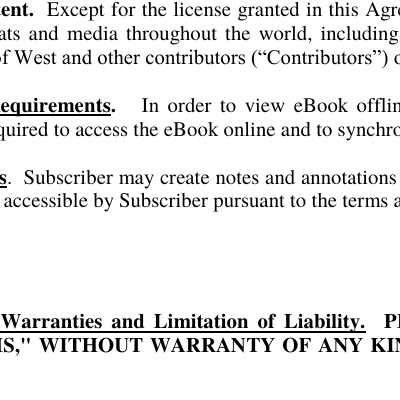 tent. Except for the license granted in this Agr
ats and media throughout the world, including
of West and other contributors (“Contributors”) o
equirements. In order to view eBook offlin
quired to access the eBook online and to synchro
s. Subscriber may create notes and annotations
accessible by Subscriber pursuant to the terms a
Warranties and Limitation of Liability. P
IS," WITHOUT WARRANTY OF ANY KIN